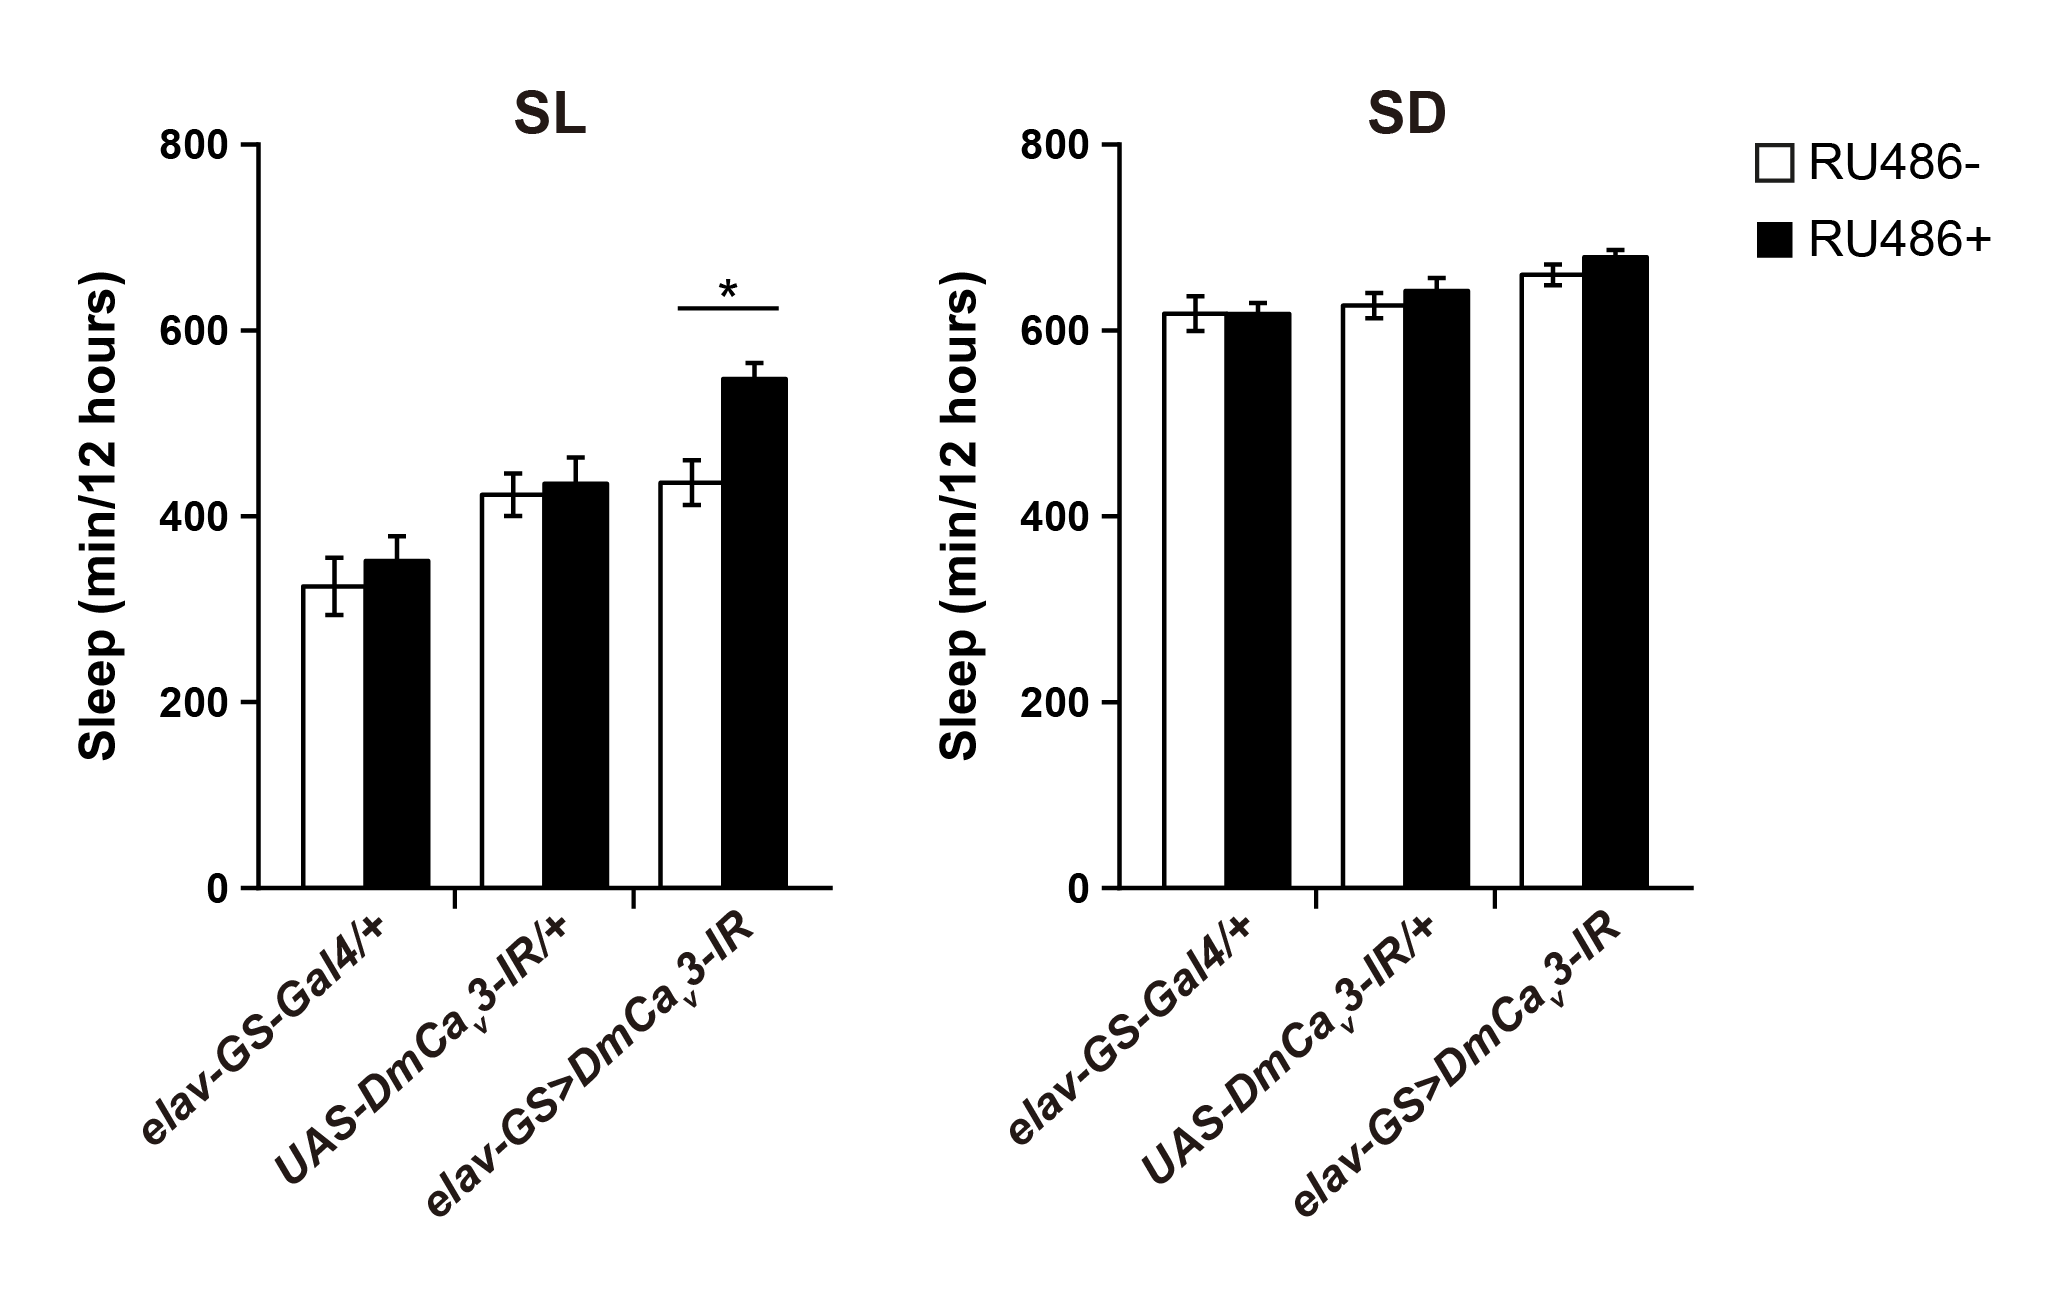 SL
800
600
400
200
0
Sleep (min/12 hours)
*
elav-GS-Gal4/+
UAS-DmCav3-IR/+
elav-GS>DmCav3-IR
SD
800
600
400
200
0
Sleep (min/12 hours)
elav-GS-Gal4/+
UAS-DmCav3-IR/+
elav-GS>DmCav3-IR
RU486-
RU486+